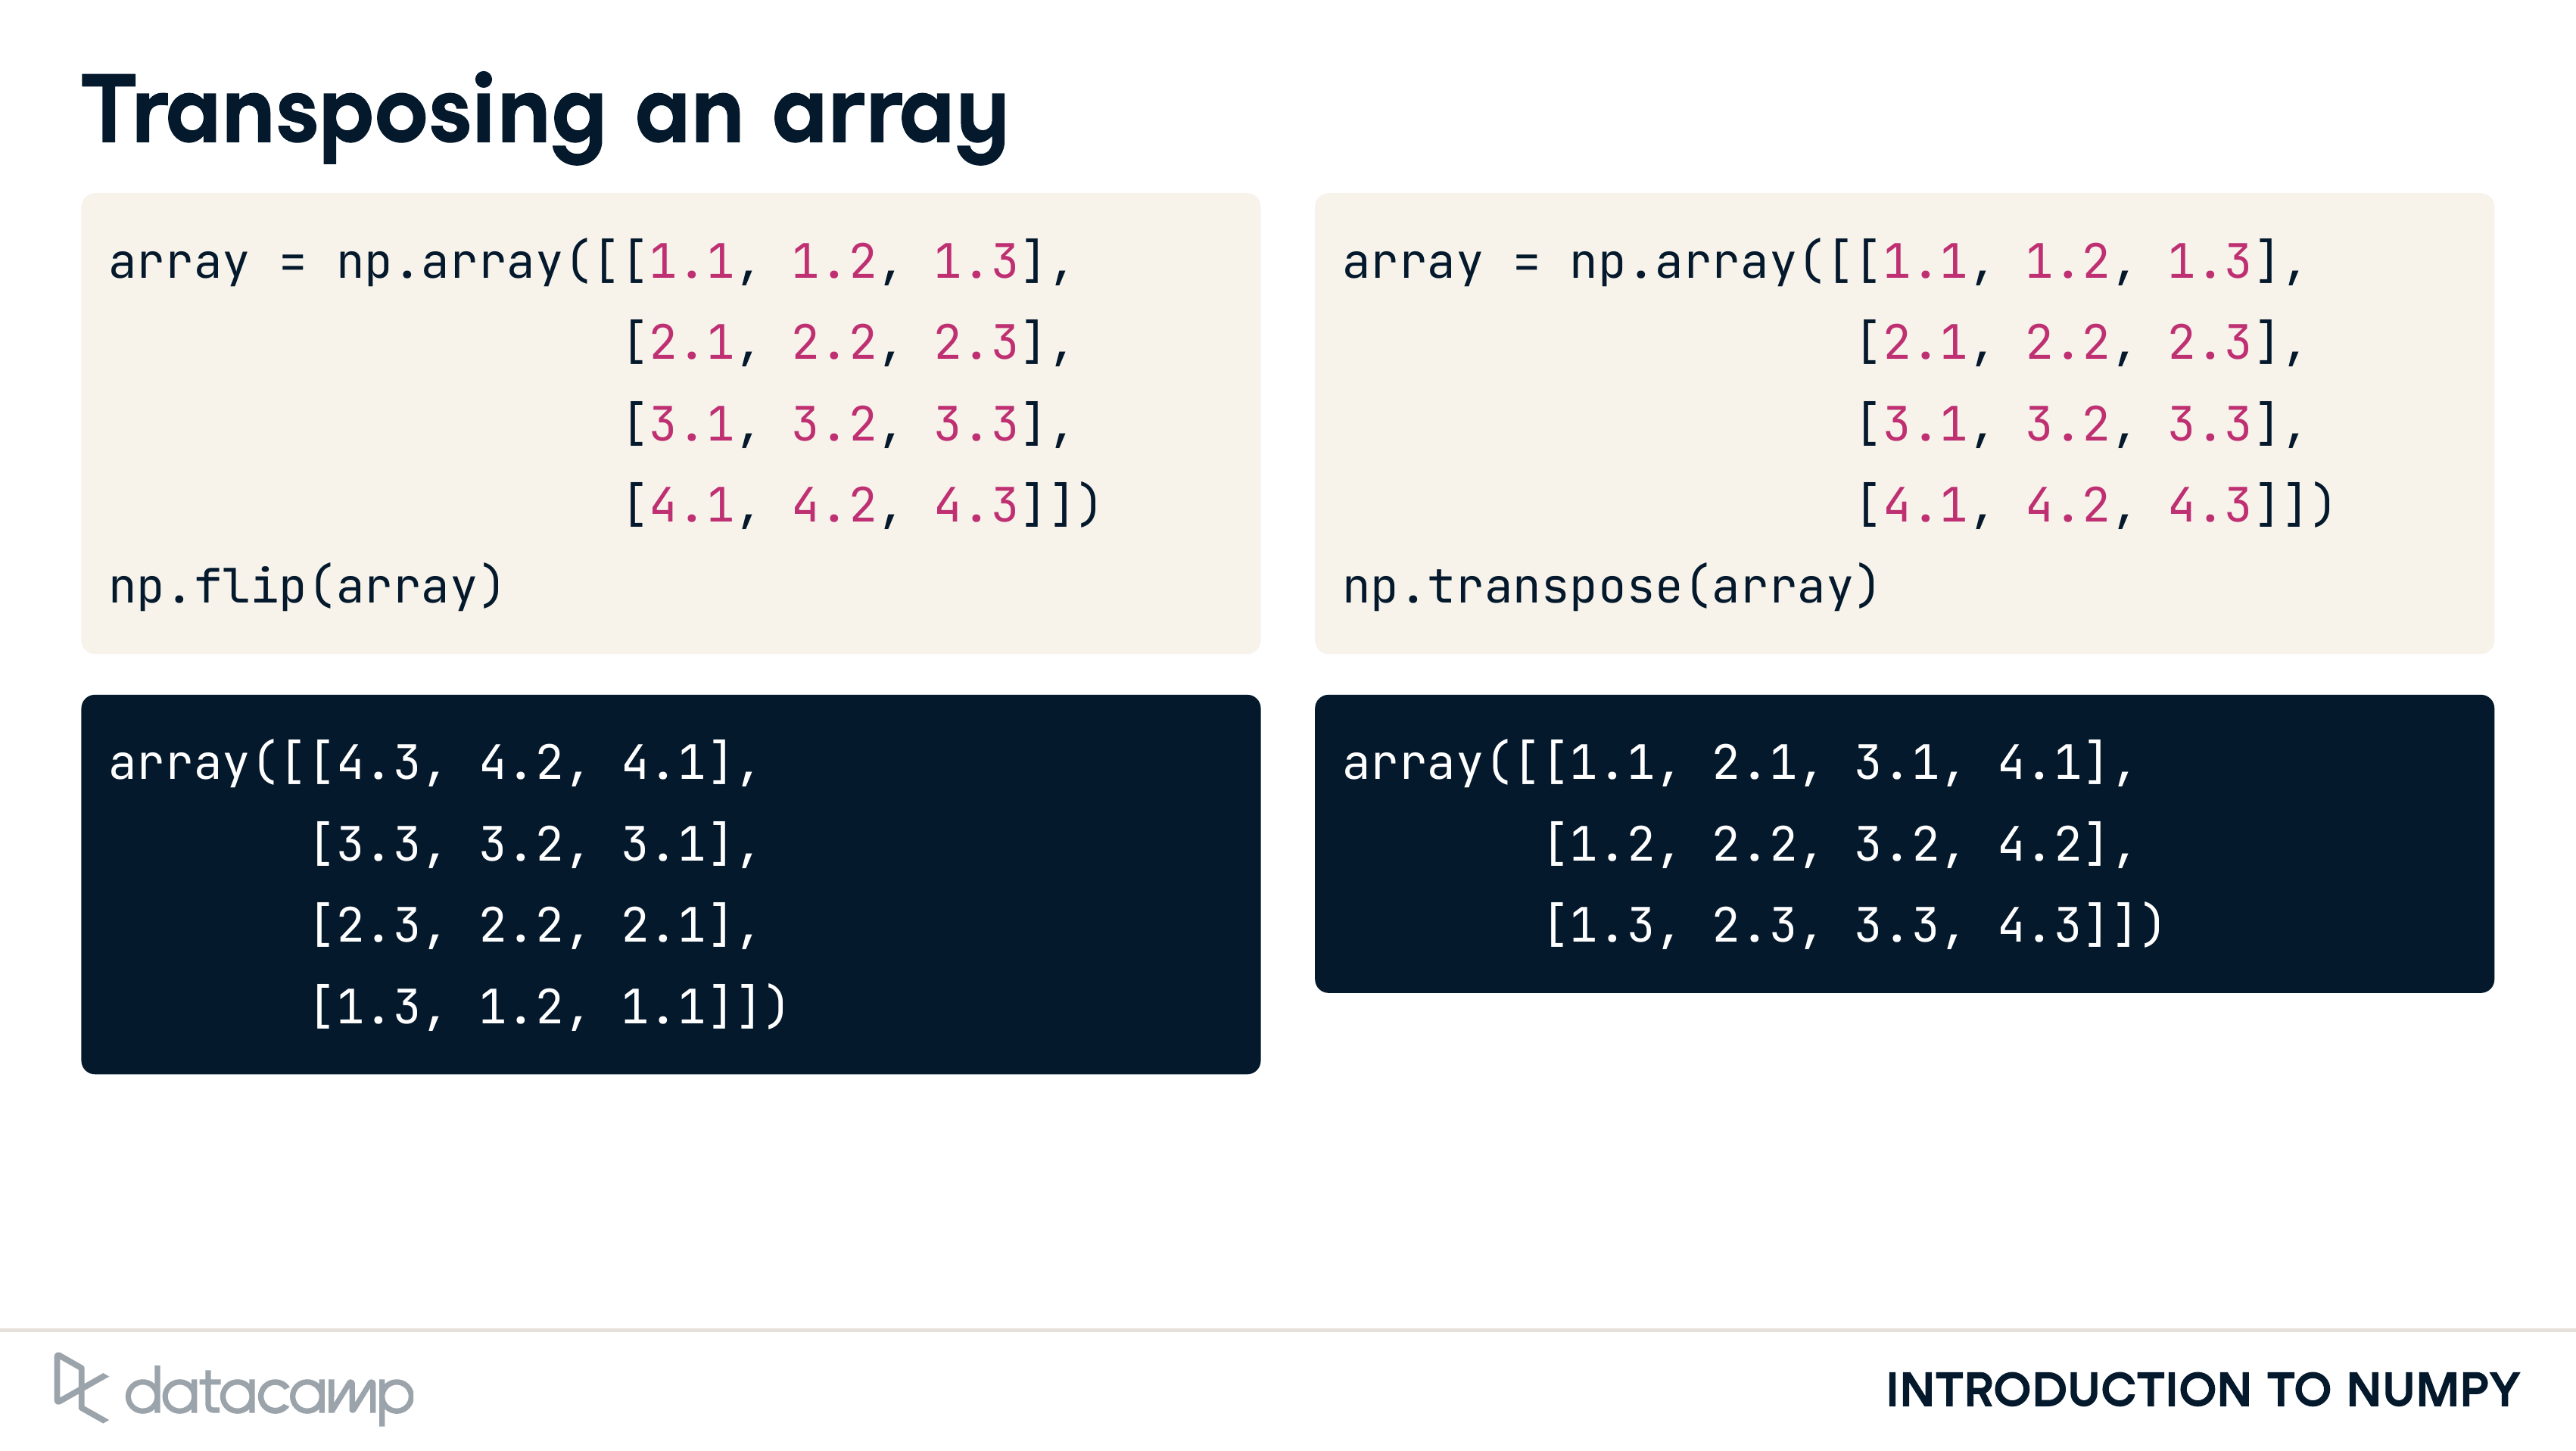 Transposing an array
array = np.array([[1.1, 1.2, 1.3],
[2.1, 2.2, 2.3],
[3.1, 3.2, 3.3],
[4.1, 4.2, 4.3]])
np.flip(array)
array([[4.3, 4.2, 4.1],
[3.3, 3.2, 3.1],
[2.3, 2.2, 2.1],
[1.3, 1.2, 1.1]])
array = np.array([[1.1, 1.2, 1.3],
[2.1, 2.2, 2.3],
[3.1, 3.2, 3.3],
[4.1, 4.2, 4.3]])
np.transpose(array)
array([[1.1, 2.1, 3.1, 4.1],
[1.2, 2.2, 3.2, 4.2],
[1.3, 2.3, 3.3, 4.3]])
datacamp
INTRODUCTION TO NUMPY